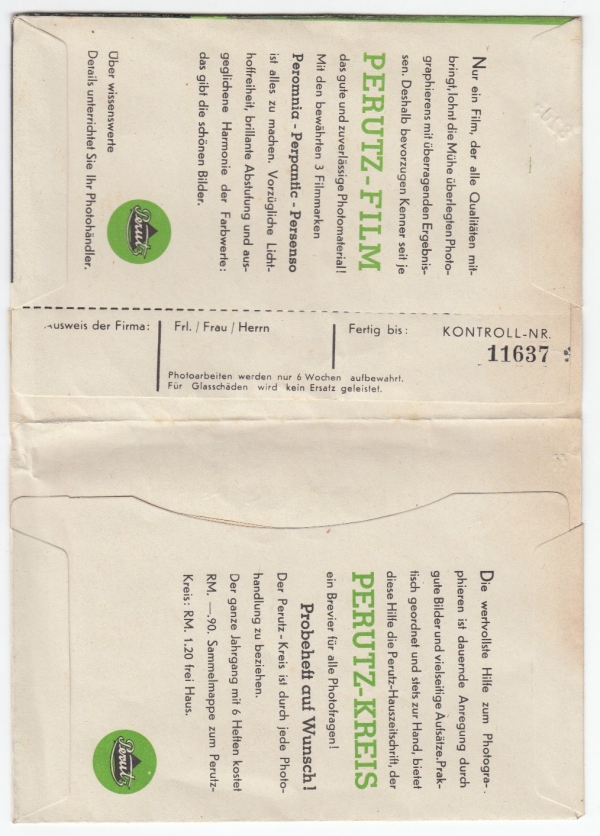 Nur ein Film, der alle Qualitäten mit-
bringt, lohnt die Mühe überlegten Photo-
graphierens mit überragenden Ergebnis-
sen. Deshalb bevorzugen Kenner seit je
PERUTZ-FILM
das gute und zuverlässige Photomaterial!
Mit den bewährten 3 Filmmarken
Peromnia - Perpantic - Persenso
ist alles zu machen. Vorzügliche Licht-
hoffreiheit, brillante Abstufung und aus-
geglichene Harmonie der Farbwerte:
das gibt die schönen Bilder.
Über wissenswerte
Details unterrichtet Sie Ihr Photohändler.
Perutz
usweis der Firma:
Frl. / Frau / Herrn
Fertig bis:
KONTROLL-NR.
11637
Photoarbeiten werden nur 6 Wochen aufbewahrt.
Für Glasschäden wird kein Ersatz geleistet.
Die wertvollste Hilfe zum Photogra-
phieren ist dauernde Anregung durch
gute Bilder und vielseitige Aufsätze. Prak-
tisch geordnet und stets zur Hand, bietet
diese Hilfe die Perutz-Hauszeitschrift, der
PERUTZ-KREIS
ein Brevier für alle Photofragen!
Probeheft auf Wunsch!
Der Perutz-Kreis ist durch jede Photo-
handlung zu beziehen.
Der ganze Jahrgang mit 6 Heften kostet
RM. —.90. Sammelmappe zum Perutz-
Kreis: RM. 1.20 frei Haus.
Perutz